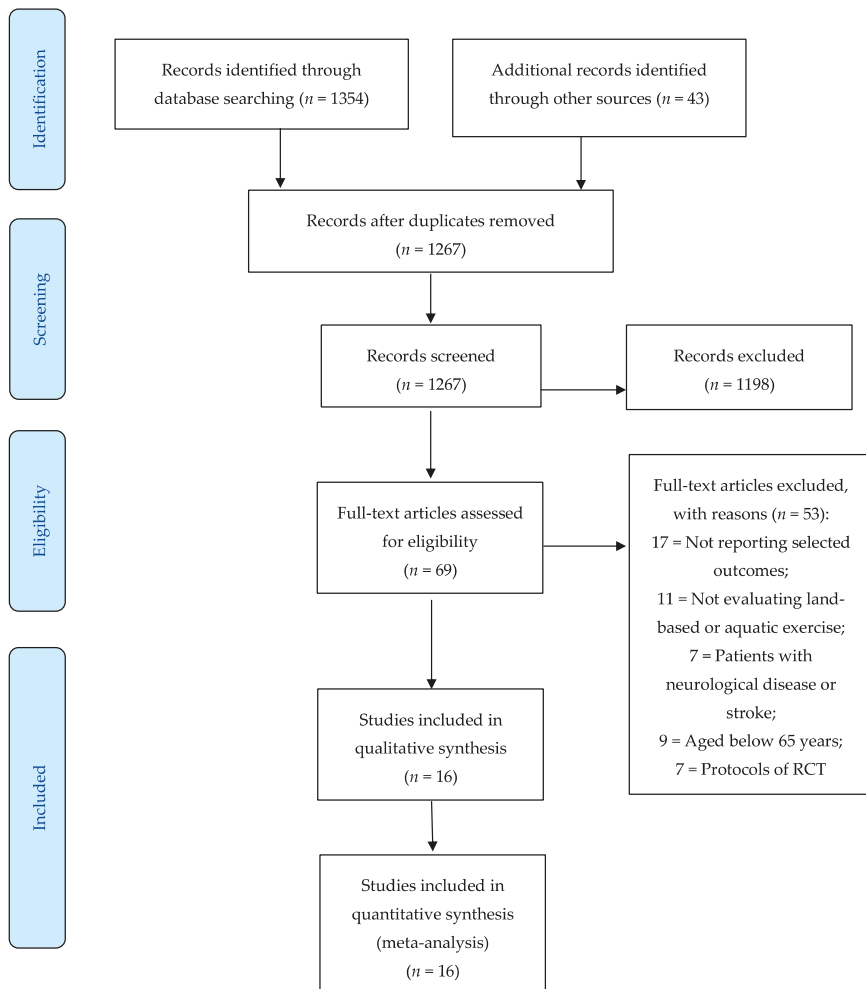 Identification
Records identified through
database searching (n = 1354)
Additional records identified
through other sources (n = 43)
Records after duplicates removed
(n = 1267)
Screening
Records screened
(n = 1267)
Records excluded
(n = 1198)
Eligibility
Full-text articles assessed
for eligibility
(n = 69)
Full-text articles excluded,
with reasons (n = 53):
17 = Not reporting selected
outcomes;
11 = Not evaluating land-
based or aquatic exercise;
7 = Patients with
neurological disease or
stroke;
9 = Aged below 65 years;
7 = Protocols of RCT
Included
Studies included in
qualitative synthesis
(n = 16)
Studies included in
quantitative synthesis
(meta-analysis)
(n = 16)